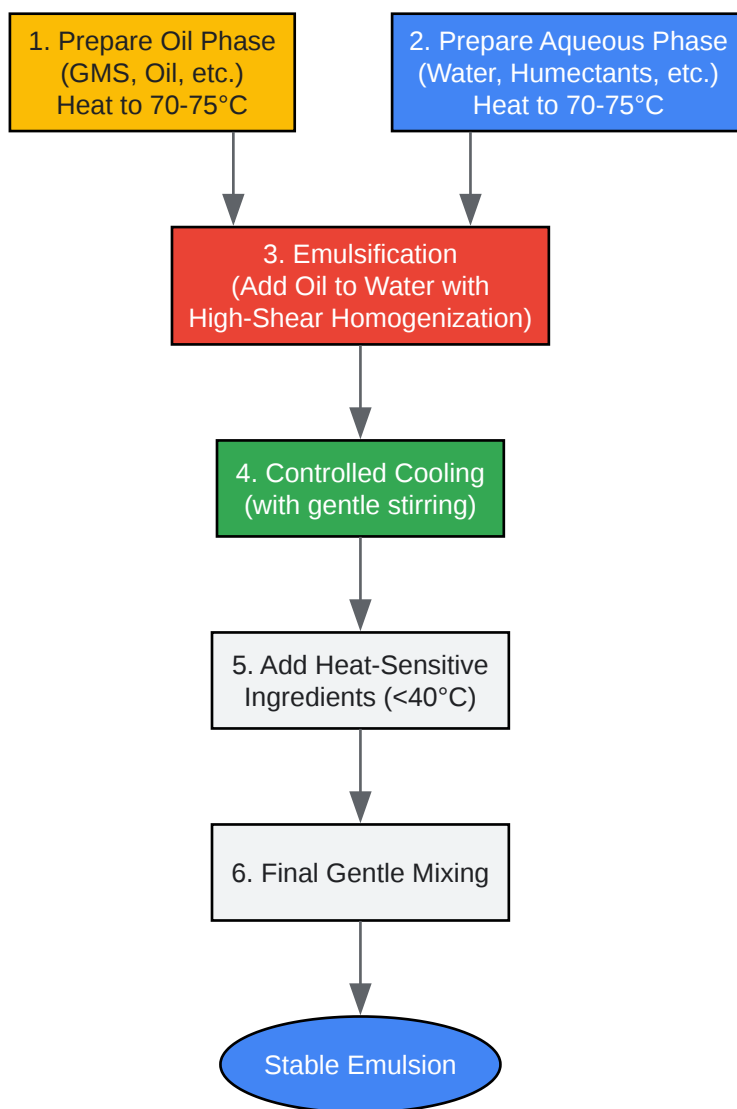 1. Prepare Oil Phase
(GMS, Oil, etc.)
Heat to 70-75°C
2. Prepare Aqueous Phase
(Water, Humectants, etc.)
Heat to 70-75°C
3. Emulsification
(Add Oil to Water with
High-Shear Homogenization)
4. Controlled Cooling
(with gentle stirring)
5. Add Heat-Sensitive
Ingredients (<40°C)
6. Final Gentle Mixing
Stable Emulsion